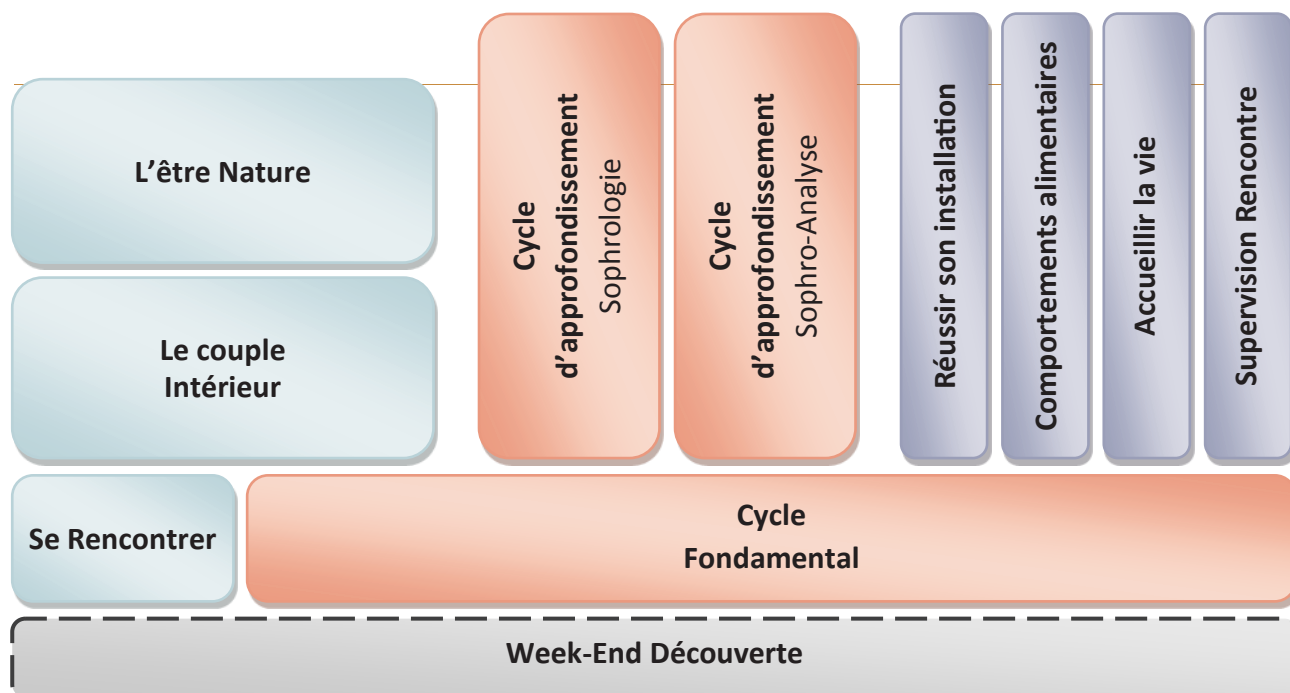 L’être Nature
Le couple
Intérieur
Se Rencontrer
Cycle
d’approfondissement
Sophrologie
Cycle
d’approfondissement
Sophro-Analyse
Réussir son installation
Comportements alimentaires
Accueillir la vie
Supervision Rencontre
Cycle
Fondamental
Week-End Découverte